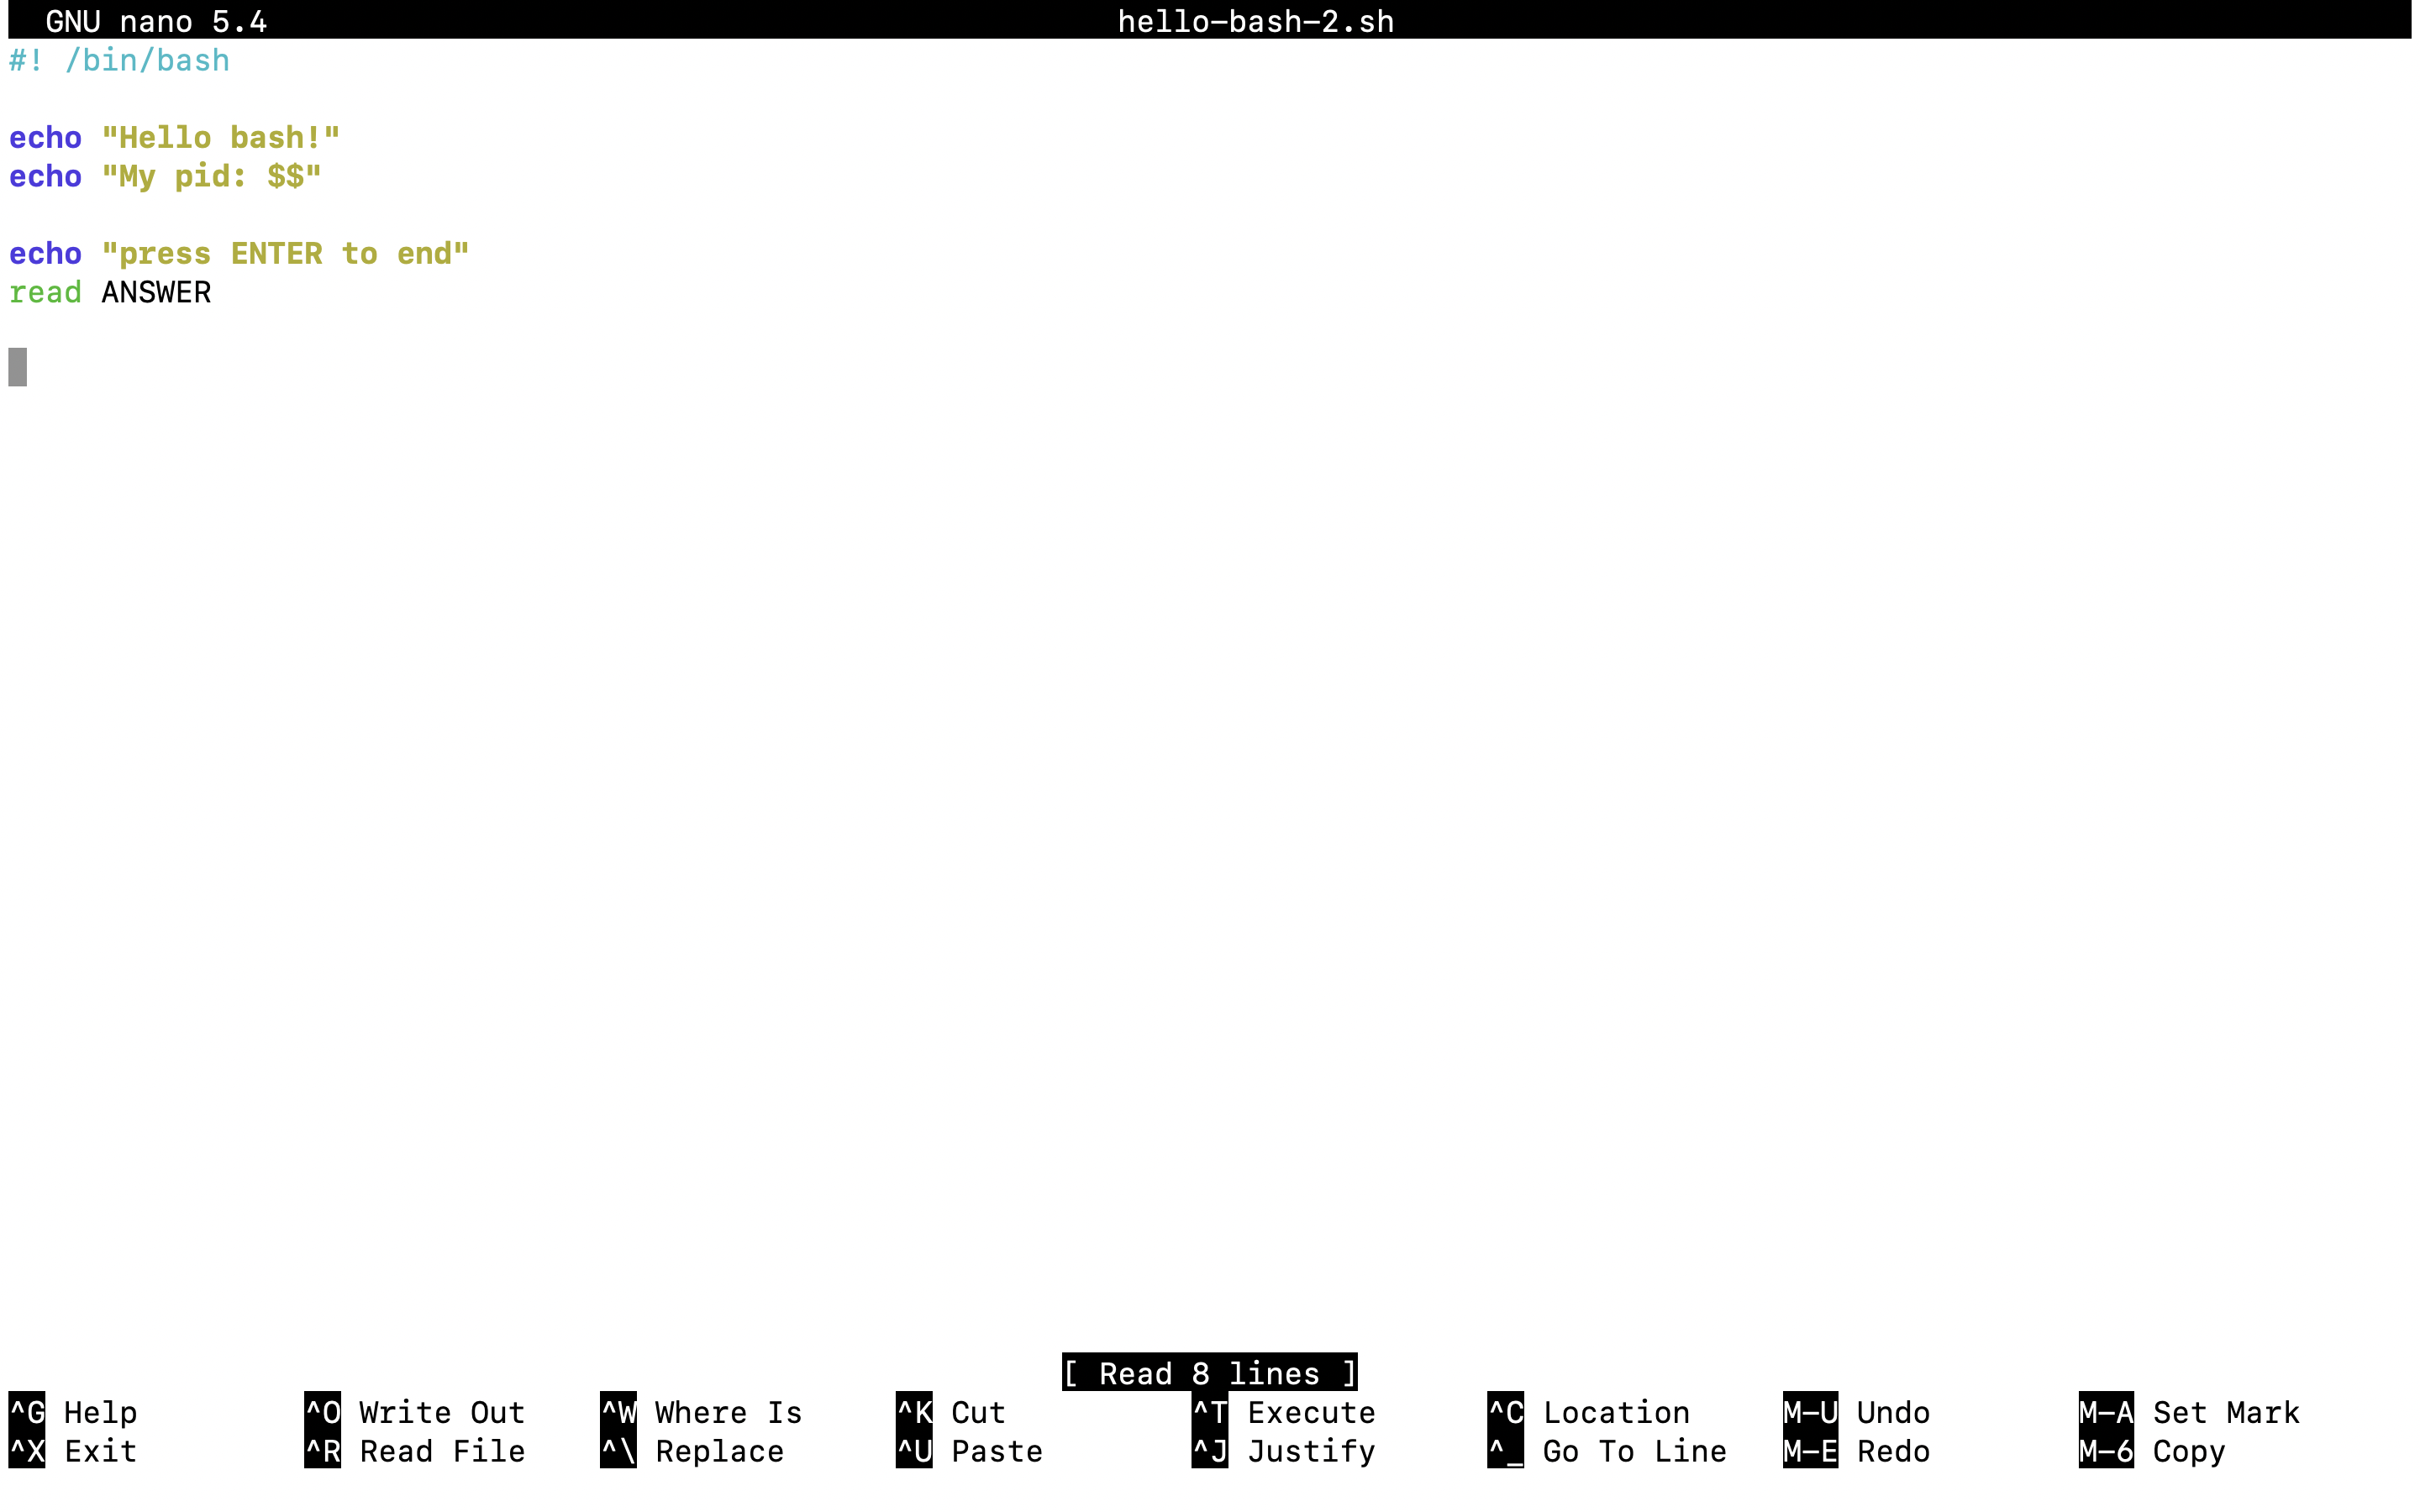 GNU nano 5.4 hello-bash-2.sh
#! /bin/bash
echo "Hello bash!"
echo "My pid: $$"
echo "press ENTER to end"
read ANSWER
[ Read 8 lines ]
^G Help ^O Write Out ^W Where Is ^K Cut ^T Execute ^C Location M-U Undo M-A Set Mark
^X Exit ^R Read File ^\ Replace ^U Paste ^J Justify ^_ Go To Line M-E Redo M-6 Copy